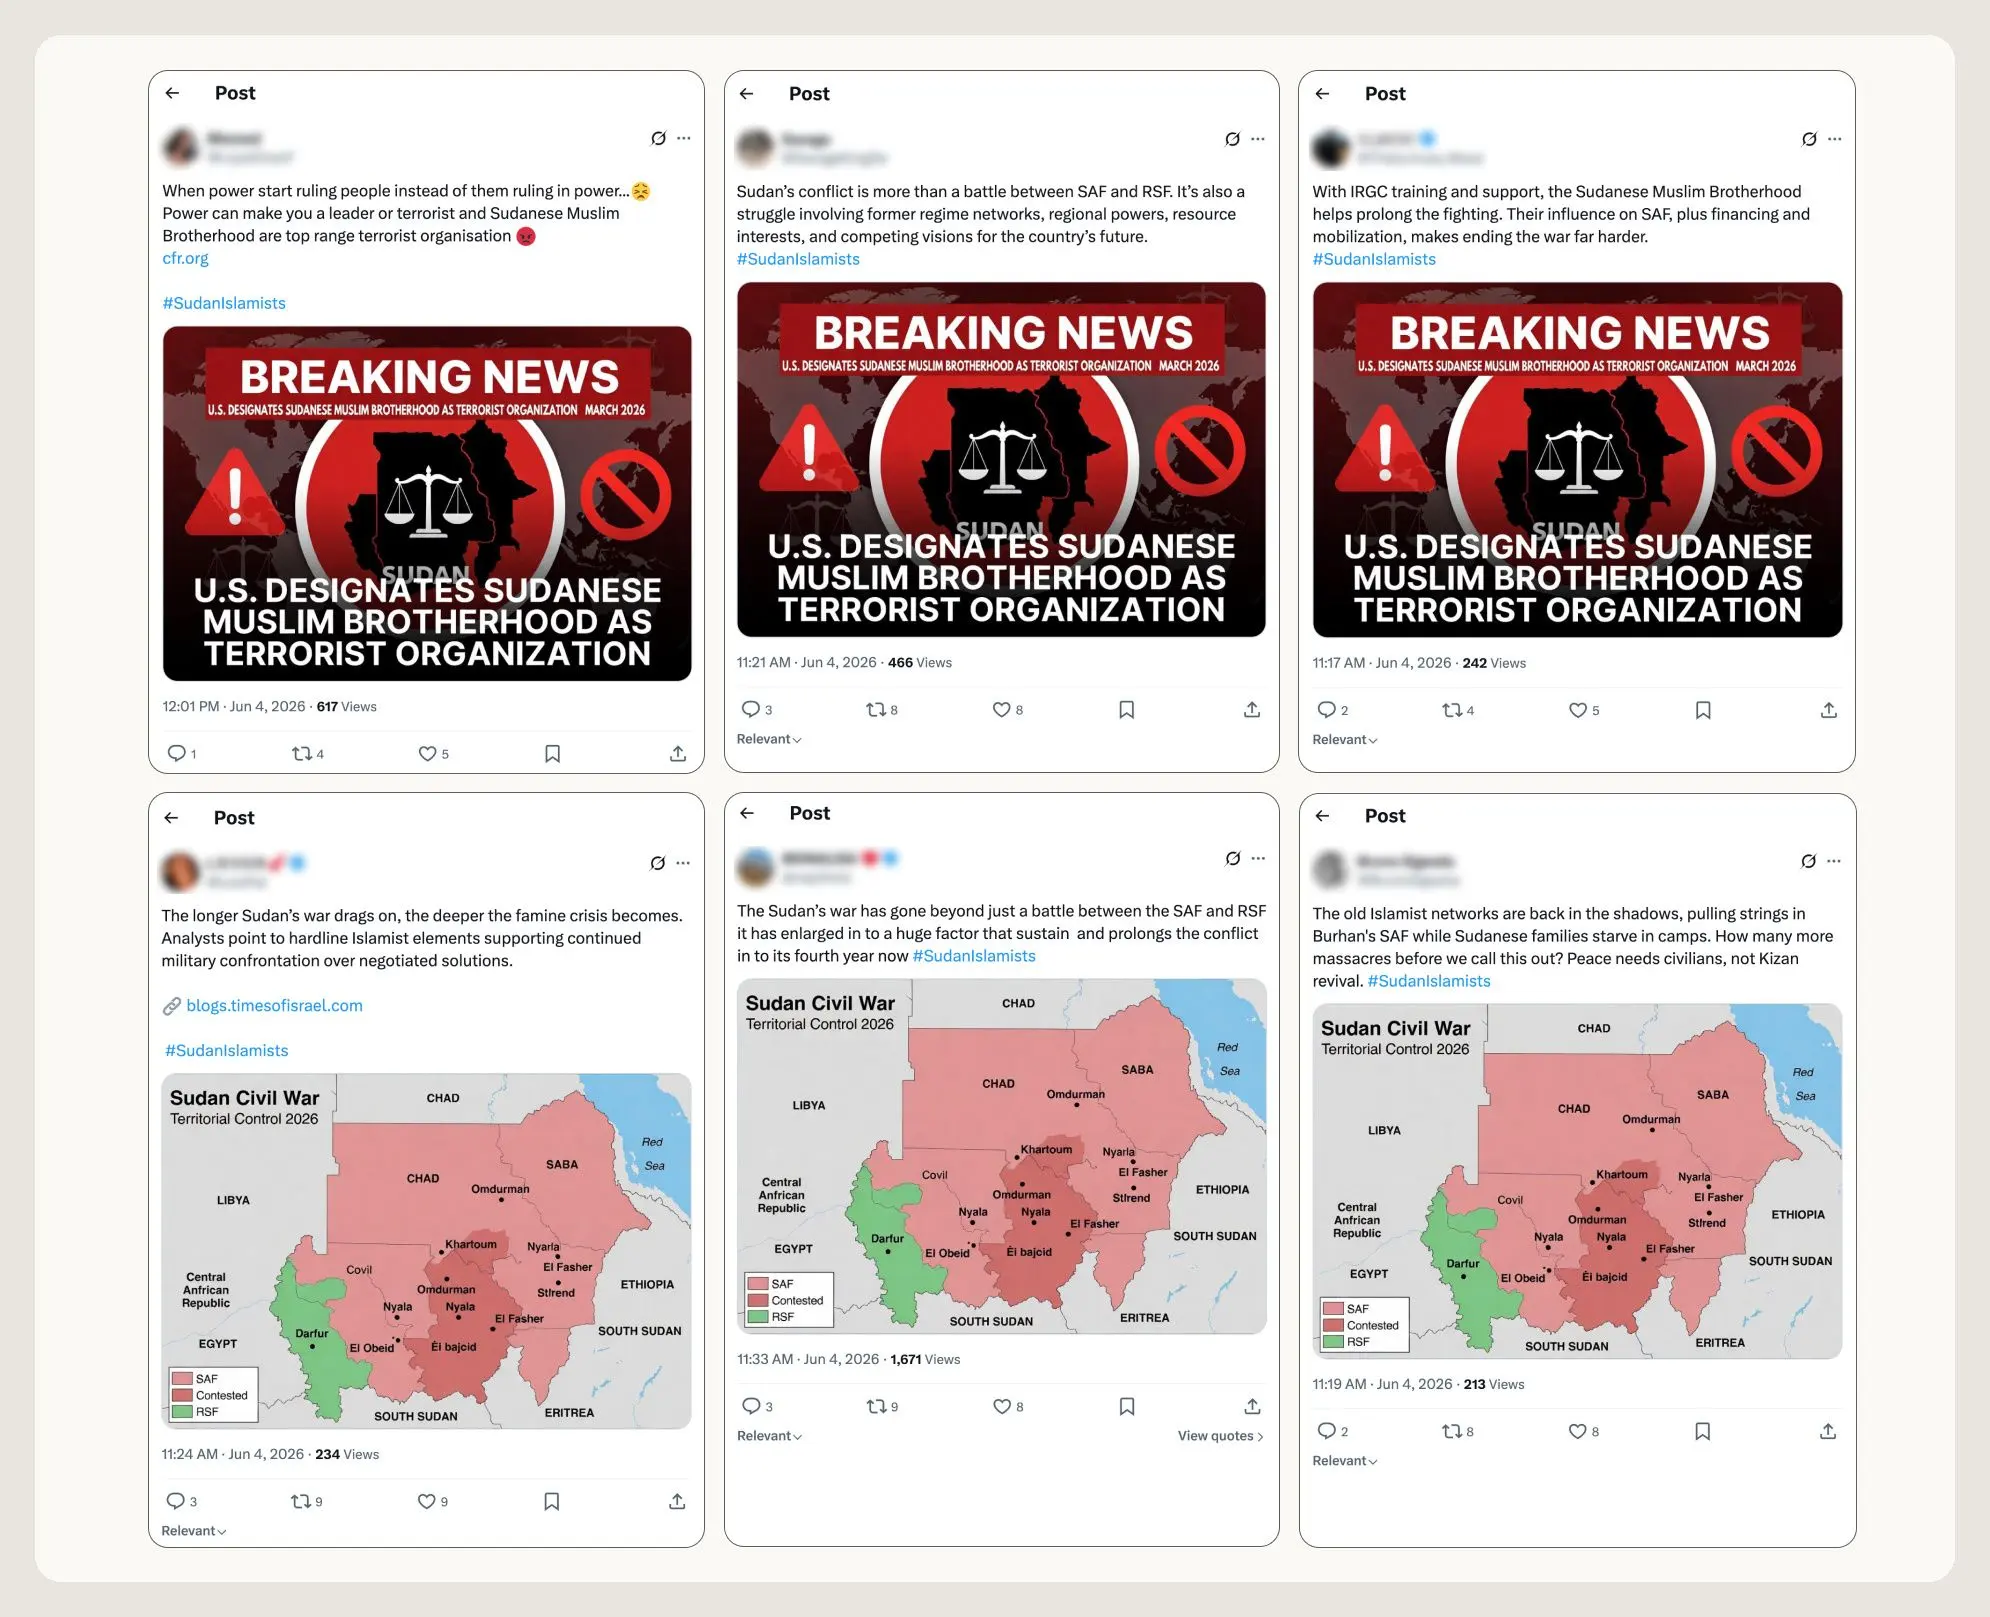 Post
When power start ruling people instead of them ruling in power...😣
Power can make you a leader or terrorist and Sudanese Muslim
Brotherhood are top range terrorist organisation 😡
cfr.org
#SudanIslamists
BREAKING NEWS
U.S. DESIGNATES SUDANESE MUSLIM BROTHERHOOD AS TERRORIST ORGANIZATION MARCH 2026
SUDAN
U.S. DESIGNATES SUDANESE
MUSLIM BROTHERHOOD AS
TERRORIST ORGANIZATION
12:01 PM · Jun 4, 2026 · 617 Views
1 4 5
Post
Sudan’s conflict is more than a battle between SAF and RSF. It’s also a
struggle involving former regime networks, regional powers, resource
interests, and competing visions for the country’s future.
#SudanIslamists
BREAKING NEWS
U.S. DESIGNATES SUDANESE MUSLIM BROTHERHOOD AS TERRORIST ORGANIZATION MARCH 2026
SUDAN
U.S. DESIGNATES SUDANESE
MUSLIM BROTHERHOOD AS
TERRORIST ORGANIZATION
11:21 AM · Jun 4, 2026 · 466 Views
3 8 8
Relevant
Post
With IRGC training and support, the Sudanese Muslim Brotherhood
helps prolong the fighting. Their influence on SAF, plus financing and
mobilization, makes ending the war far harder.
#SudanIslamists
BREAKING NEWS
U.S. DESIGNATES SUDANESE MUSLIM BROTHERHOOD AS TERRORIST ORGANIZATION MARCH 2026
SUDAN
U.S. DESIGNATES SUDANESE
MUSLIM BROTHERHOOD AS
TERRORIST ORGANIZATION
11:17 AM · Jun 4, 2026 · 242 Views
2 4 5
Relevant
Post
The longer Sudan’s war drags on, the deeper the famine crisis becomes.
Analysts point to hardline Islamist elements supporting continued
military confrontation over negotiated solutions.
🔗 blogs.timesofisrael.com
#SudanIslamists
Sudan Civil War
Territorial Control 2026
CHAD
Red
Sea
SABA
CHAD
Omdurman
LIBYA
Khartoum
Nyarla
El Fasher
Covil
Central
Anfrican
Republic
Omdurman
Stlrend
ETHIOPIA
Nyala
Nyala
El Fasher
Darfur
EGYPT
El Obeid
Él bajcid
SOUTH SUDAN
SAF
Contested
RSF
SOUTH SUDAN
ERITREA
11:24 AM · Jun 4, 2026 · 234 Views
3 9 9
Relevant
Post
The Sudan’s war has gone beyond just a battle between the SAF and RSF
it has enlarged in to a huge factor that sustain and prolongs the conflict
in to its fourth year now #SudanIslamists
Sudan Civil War
Territorial Control 2026
CHAD
Red
Sea
SABA
CHAD
Omdurman
LIBYA
Khartoum
Nyarla
El Fasher
Covil
Central
Anfrican
Republic
Omdurman
Stlrend
ETHIOPIA
Nyala
Nyala
El Fasher
Darfur
EGYPT
El Obeid
Él bajcid
SOUTH SUDAN
SAF
Contested
RSF
SOUTH SUDAN
ERITREA
11:33 AM · Jun 4, 2026 · 1,671 Views
3 9 8
Relevant
View quotes
Post
The old Islamist networks are back in the shadows, pulling strings in
Burhan's SAF while Sudanese families starve in camps. How many more
massacres before we call this out? Peace needs civilians, not Kizan
revival. #SudanIslamists
Sudan Civil War
Territorial Control 2026
CHAD
Red
Sea
SABA
CHAD
Omdurman
LIBYA
Khartoum
Nyarla
El Fasher
Covil
Central
Anfrican
Republic
Omdurman
Stlrend
ETHIOPIA
Nyala
Nyala
El Fasher
Darfur
EGYPT
El Obeid
Él bajcid
SOUTH SUDAN
SAF
Contested
RSF
SOUTH SUDAN
ERITREA
11:19 AM · Jun 4, 2026 · 213 Views
2 8 8
Relevant